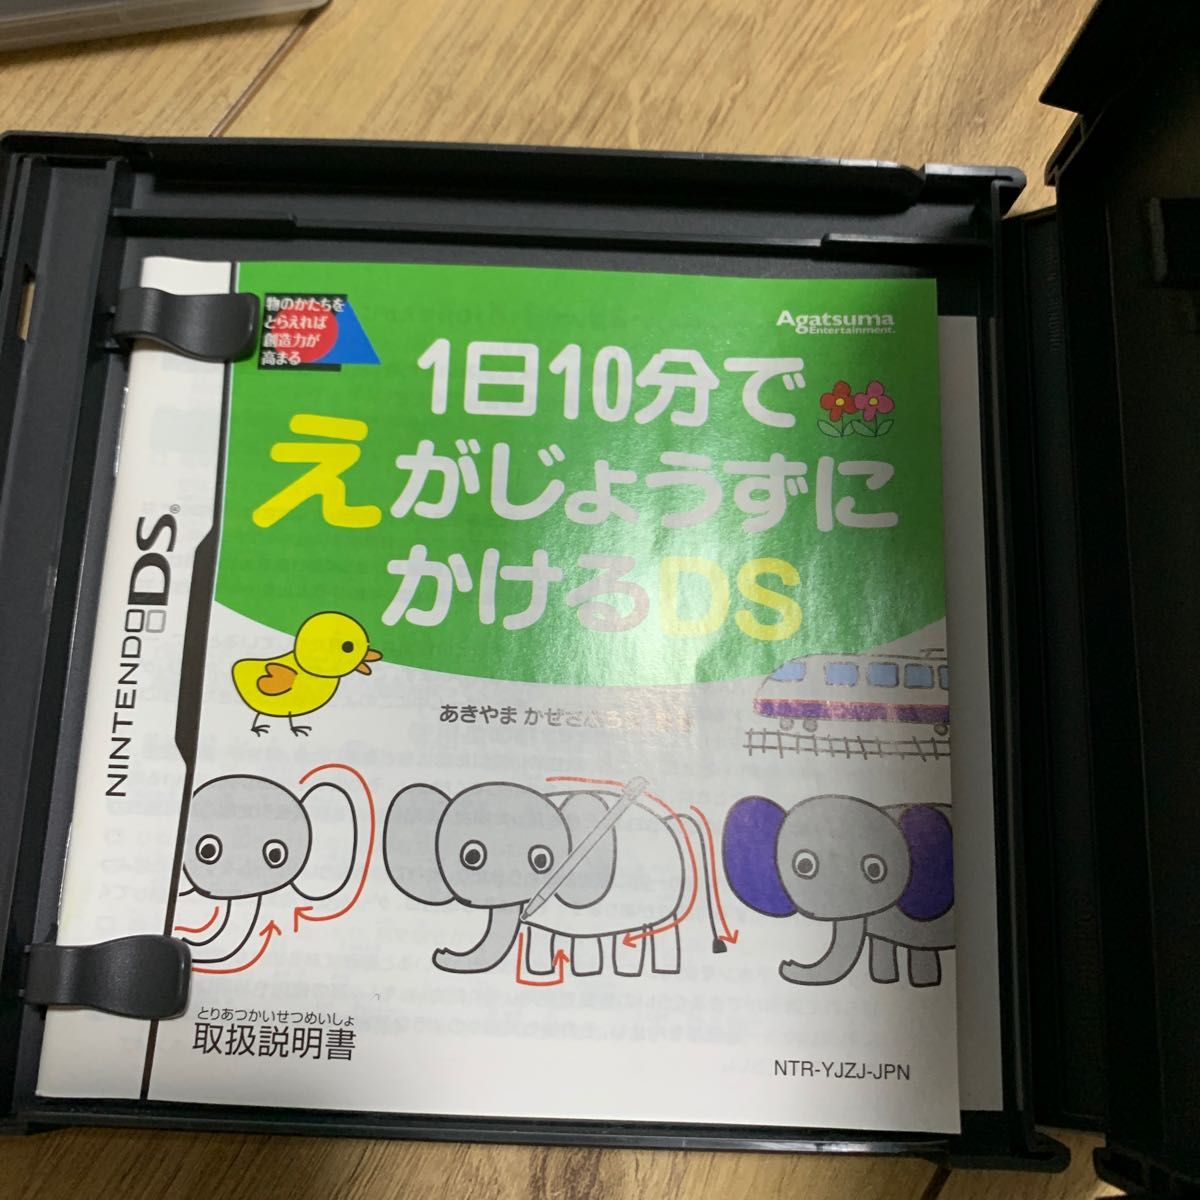 物のかたちを
とらえれば
創造力が
高まる
Agatsuma
Entertainment.
1日10分で
えがじょうずに
かけるDS
NINTENDO DS®
あきやま かぜさぶろう
とりあつかいせつめいしょ
取扱説明書
NTR-YJZJ-JPN